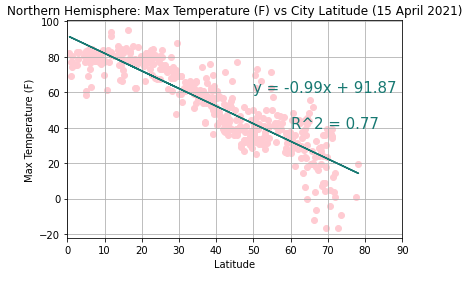 Northern Hemisphere: Max Temperature (F) vs City Latitude (15 April 2021)
100
80
60
40
20
0
−20
Max Temperature (F)
y = -0.99x + 91.87
R^2 = 0.77
0 10 20 30 40 50 60 70 80 90
Latitude